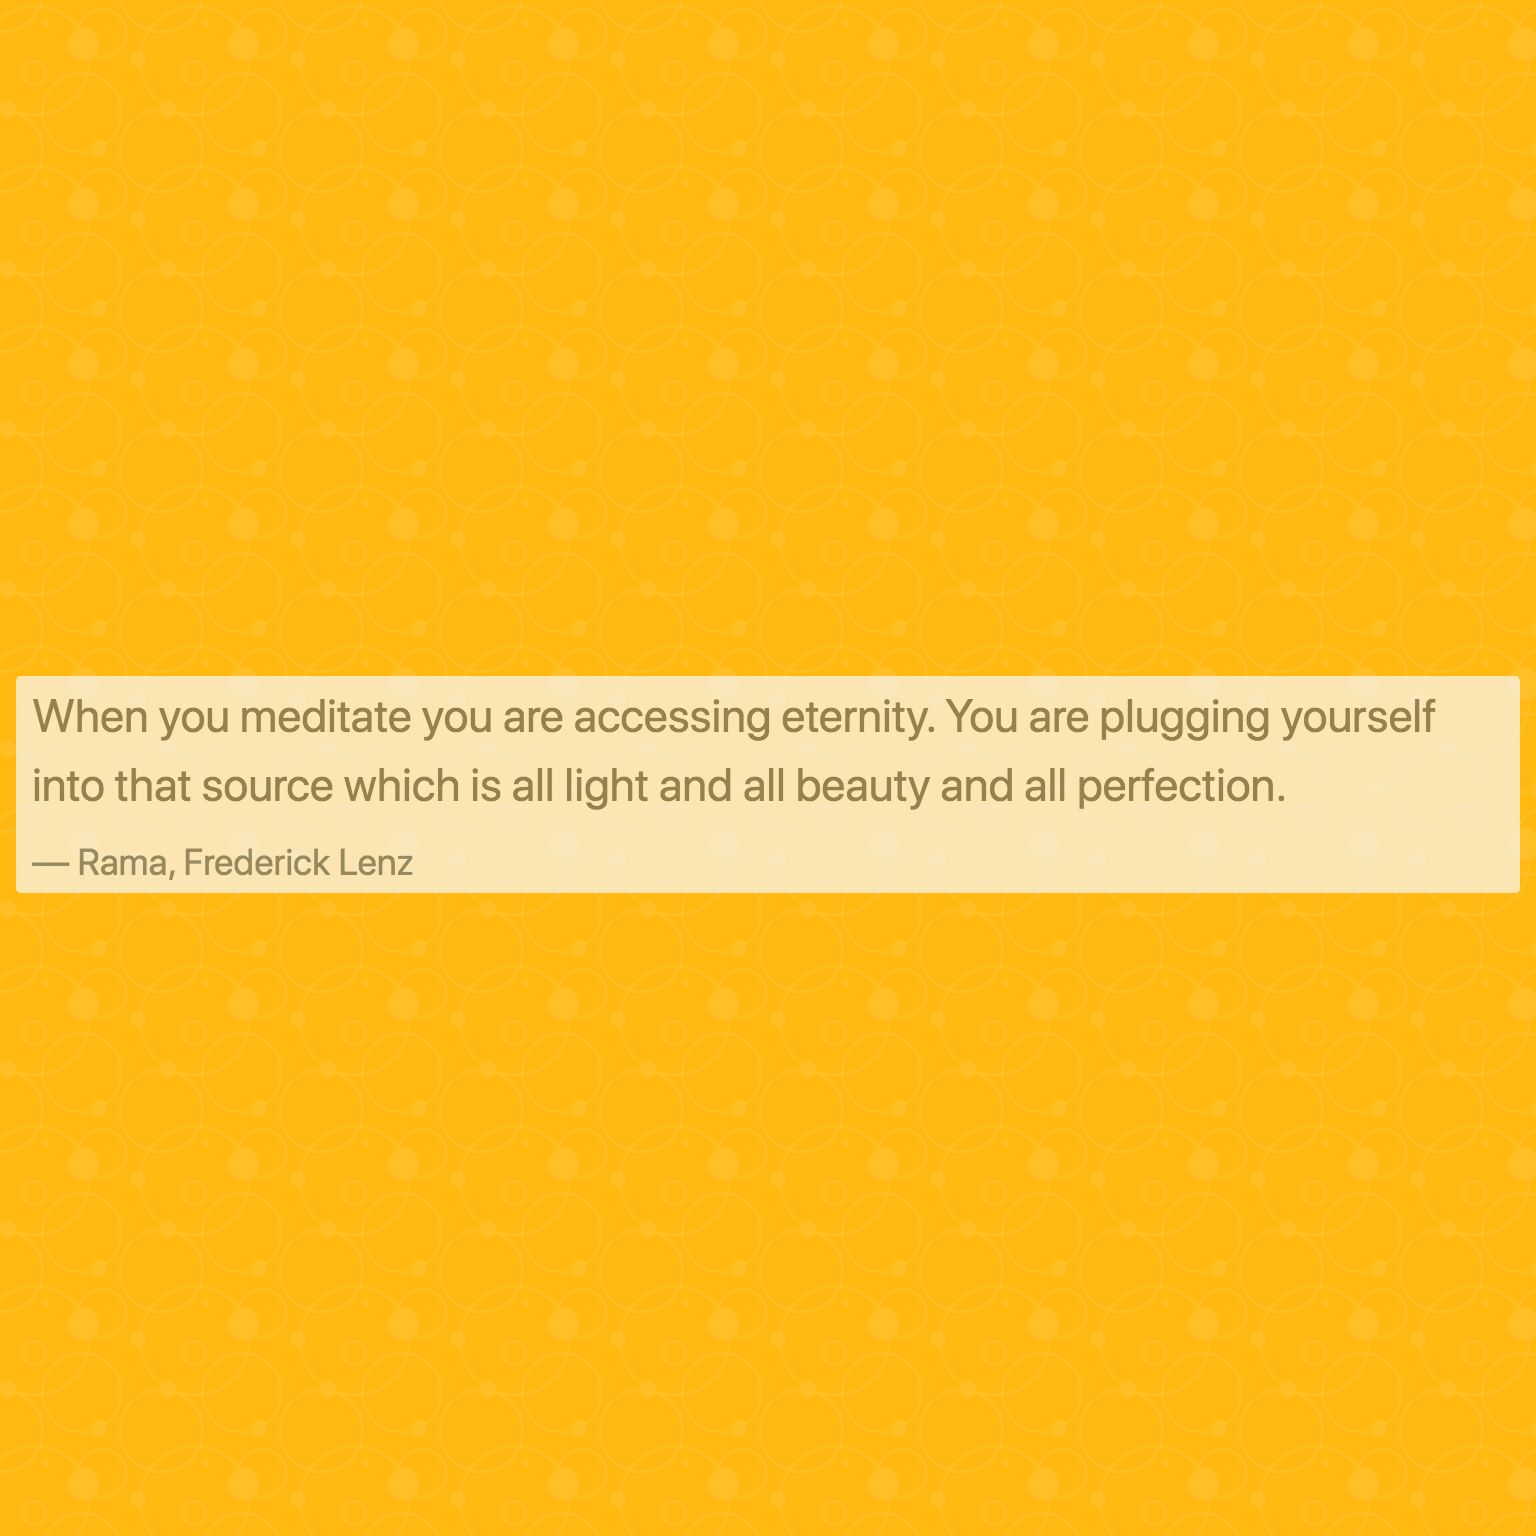 When you meditate you are accessing eternity. You are plugging yourself
into that source which is all light and all beauty and all perfection.
— Rama, Frederick Lenz